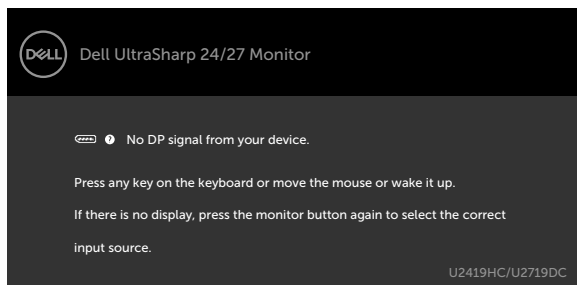 DELL Dell UltraSharp 24/27 Monitor
? No DP signal from your device.
Press any key on the keyboard or move the mouse or wake it up.
If there is no display, press the monitor button again to select the correct
input source.
U2419HC/U2719DC